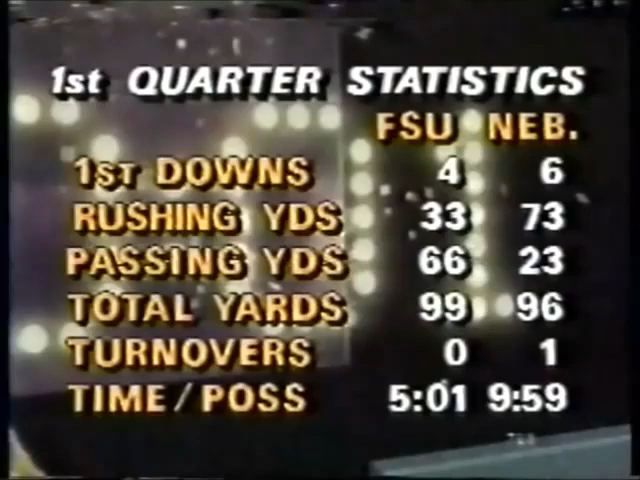 1st QUARTER STATISTICS
FSU NEB.
1ST DOWNS 4 6
RUSHING YDS 33 73
PASSING YDS 66 23
TOTAL YARDS 99 96
TURNOVERS 0 1
TIME/POSS 5:01 9:59